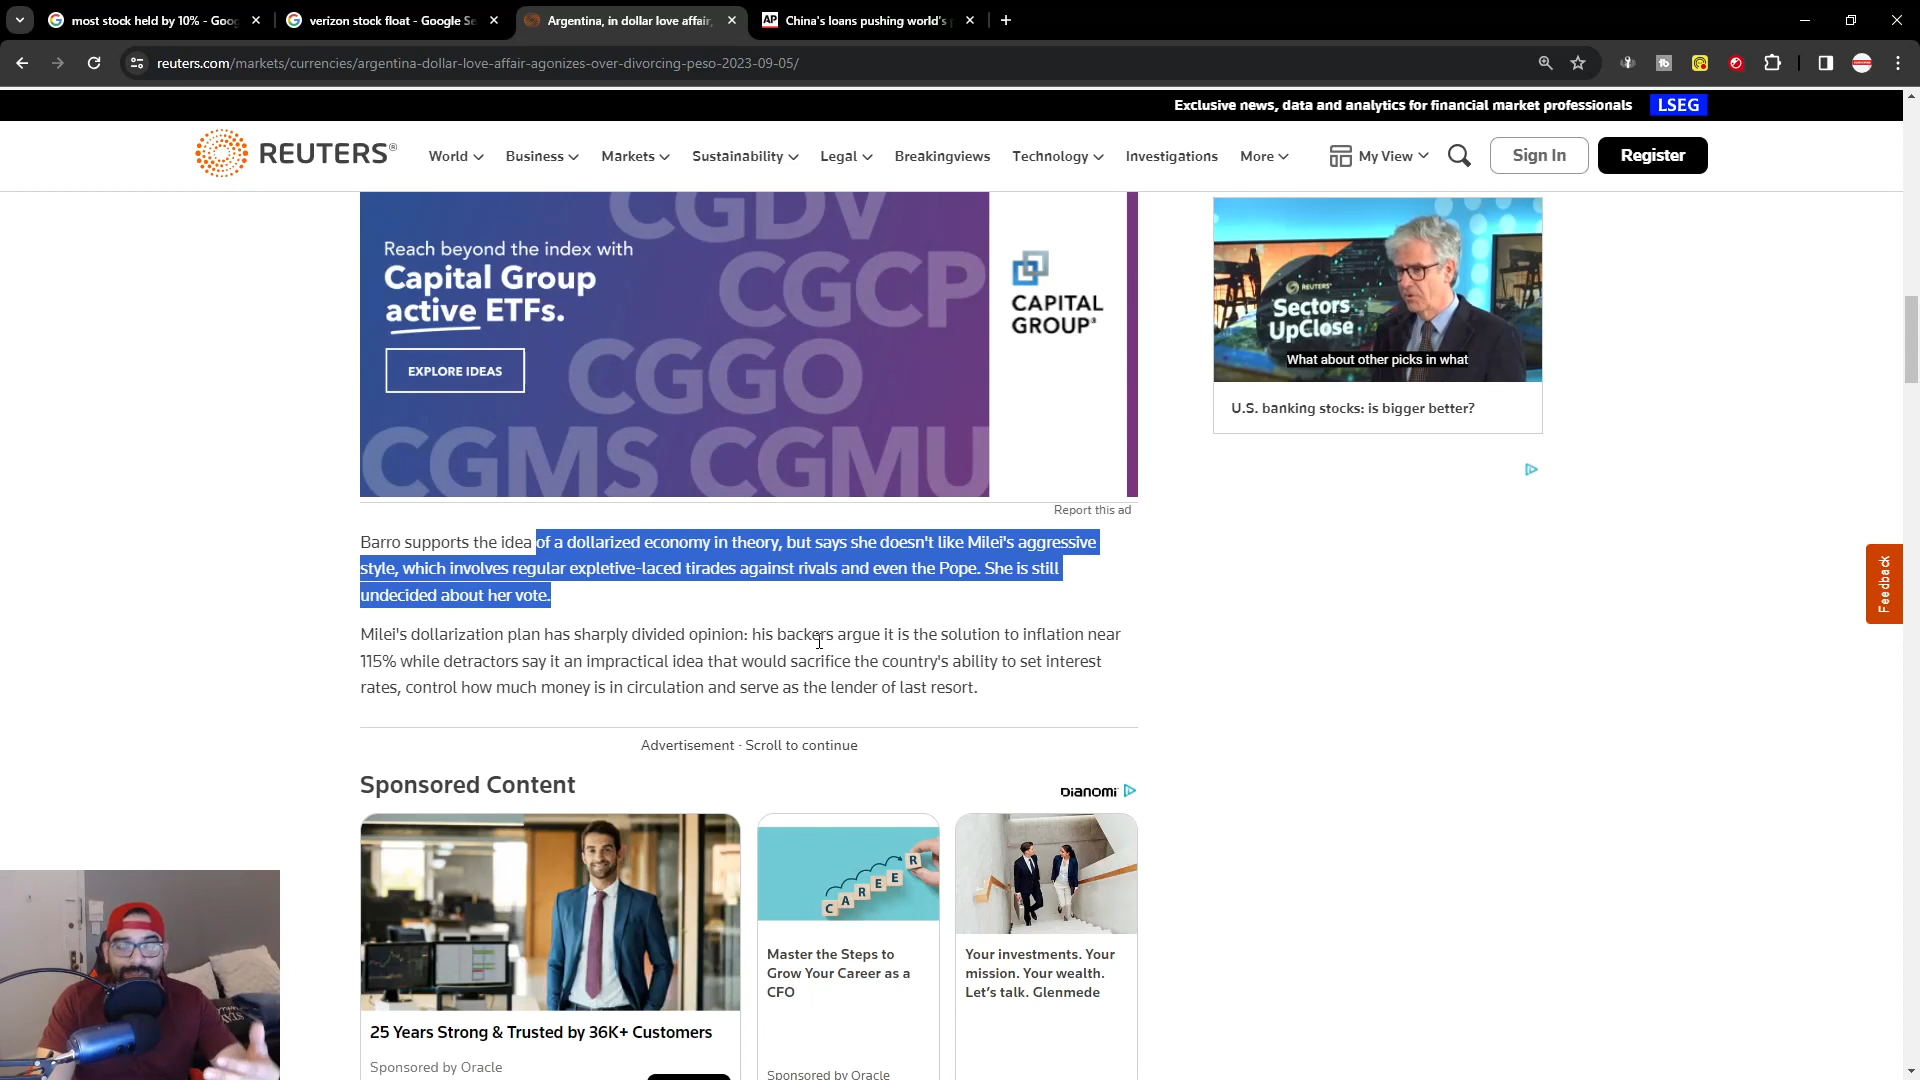 most stock held by 10% - Goog
verizon stock float - Google Se
Argentina, in dollar love affair,
AP
China's loans pushing world's p
reuters.com/markets/currencies/argentina-dollar-love-affair-agonizes-over-divorcing-peso-2023-09-05/
Exclusive news, data and analytics for financial market professionals LSEG
REUTERS®
World
Business
Markets
Sustainability
Legal
Breakingviews
Technology
Investigations
More
My View
Sign In
Register
CGDV
CGCP
CGGO
CGMS CGMU
Reach beyond the index with
Capital Group
active ETFs.
EXPLORE IDEAS
CAPITAL
GROUP
Report this ad
REUTERS
Sectors
UpClose
What about other picks in what
U.S. banking stocks: is bigger better?
Feedback
Barro supports the idea of a dollarized economy in theory, but says she doesn't like Milei's aggressive
style, which involves regular expletive-laced tirades against rivals and even the Pope. She is still
undecided about her vote.
Milei's dollarization plan has sharply divided opinion: his backers argue it is the solution to inflation near
115% while detractors say it an impractical idea that would sacrifice the country's ability to set interest
rates, control how much money is in circulation and serve as the lender of last resort.
Advertisement · Scroll to continue
Sponsored Content
DIANOMI
25 Years Strong & Trusted by 36K+ Customers
Sponsored by Oracle
CAREER
Master the Steps to
Grow Your Career as a
CFO
Sponsored by Oracle
Your investments. Your
mission. Your wealth.
Let's talk. Glenmede